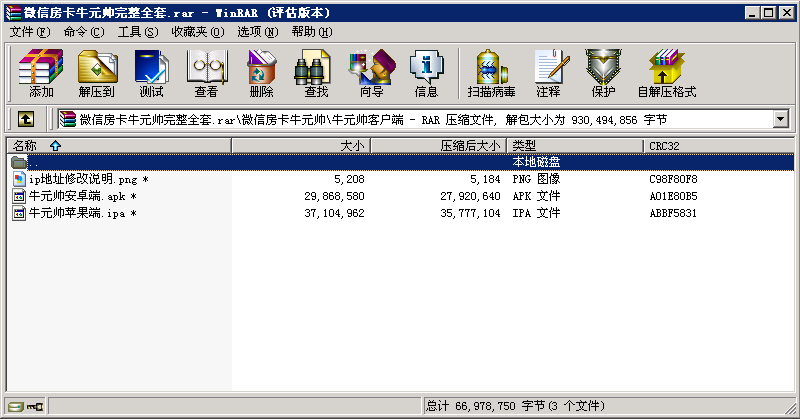 微信房卡牛元帅完整全套.rar - WinRAR (评估版本)
文件(F) 命令(C) 工具(S) 收藏夹(O) 选项(N) 帮助(H)
添加 解压到 测试 查看 删除 查找 向导 信息 扫描病毒 注释 保护 自解压格式
微信房卡牛元帅完整全套.rar\微信房卡牛元帅\牛元帅客户端 - RAR 压缩文件, 解包大小为 930,494,856 字节
名称 大小 压缩后大小 类型 CRC32
.. 本地磁盘
ip地址修改说明.png * 5,208 5,184 PNG 图像 C98F80F8
牛元帅安卓端.apk * 29,868,580 27,920,640 APK 文件 A01E80B5
牛元帅苹果端.ipa * 37,104,962 35,777,104 IPA 文件 ABBF5831
总计 66,978,750 字节(3 个文件)